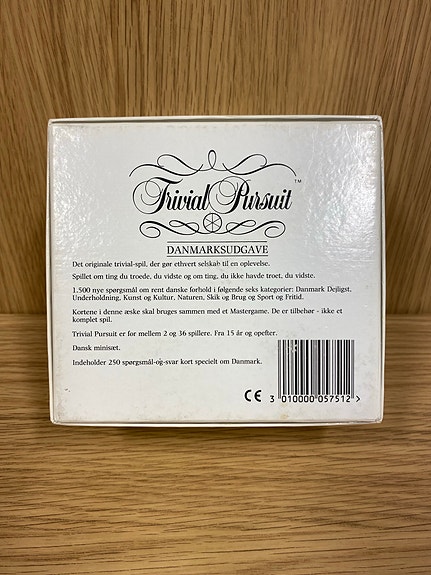 Trivial Pursuit™
DANMARKSUDGAVE
Det originale trivial-spil, der gør ethvert selskab til en oplevelse.
Spillet om ting du troede, du vidste og om ting, du ikke havde troet, du vidste.
1.500 nye spørgsmål om rent danske forhold i følgende seks kategorier: Danmark Dejligst,
Underholdning, Kunst og Kultur, Naturen, Skik og Brug og Sport og Fritid.
Kortene i denne æske skal bruges sammen med et Mastergame. De er tilbehør - ikke et
komplet spil.
Trivial Pursuit er for mellem 2 og 36 spillere. Fra 15 år og opefter.
Dansk minisæt.
Indeholder 250 spørgsmål-og-svar kort specielt om Danmark.
CE 3 010000 057512 >